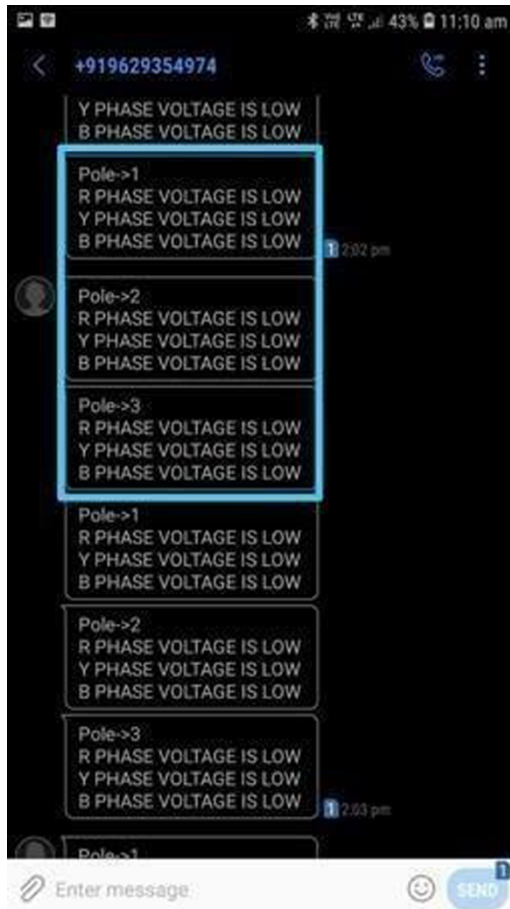 43% 11:10 am
+919629354974
Y PHASE VOLTAGE IS LOW
B PHASE VOLTAGE IS LOW
Pole->1
R PHASE VOLTAGE IS LOW
Y PHASE VOLTAGE IS LOW
B PHASE VOLTAGE IS LOW
1 2:02 pm
Pole->2
R PHASE VOLTAGE IS LOW
Y PHASE VOLTAGE IS LOW
B PHASE VOLTAGE IS LOW
Pole->3
R PHASE VOLTAGE IS LOW
Y PHASE VOLTAGE IS LOW
B PHASE VOLTAGE IS LOW
Pole->1
R PHASE VOLTAGE IS LOW
Y PHASE VOLTAGE IS LOW
B PHASE VOLTAGE IS LOW
Pole->2
R PHASE VOLTAGE IS LOW
Y PHASE VOLTAGE IS LOW
B PHASE VOLTAGE IS LOW
Pole->3
R PHASE VOLTAGE IS LOW
Y PHASE VOLTAGE IS LOW
B PHASE VOLTAGE IS LOW
1 2:03 pm
Pole->1
Enter message
SEND 1